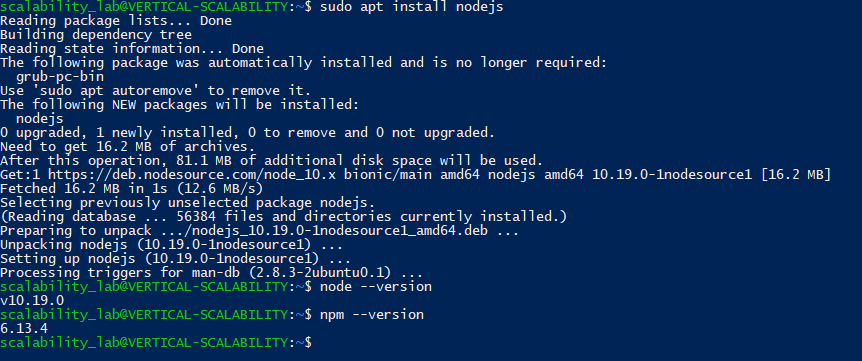 scalability_lab@VERTICAL-SCALABILITY:~$ sudo apt install nodejs
Reading package lists... Done
Building dependency tree
Reading state information... Done
The following package was automatically installed and is no longer required:
  grub-pc-bin
Use 'sudo apt autoremove' to remove it.
The following NEW packages will be installed:
  nodejs
0 upgraded, 1 newly installed, 0 to remove and 0 not upgraded.
Need to get 16.2 MB of archives.
After this operation, 81.1 MB of additional disk space will be used.
Get:1 https://deb.nodesource.com/node_10.x bionic/main amd64 nodejs amd64 10.19.0-1nodesource1 [16.2 MB]
Fetched 16.2 MB in 1s (12.6 MB/s)
Selecting previously unselected package nodejs.
(Reading database ... 56384 files and directories currently installed.)
Preparing to unpack .../nodejs_10.19.0-1nodesource1_amd64.deb ...
Unpacking nodejs (10.19.0-1nodesource1) ...
Setting up nodejs (10.19.0-1nodesource1) ...
Processing triggers for man-db (2.8.3-2ubuntu0.1) ...
scalability_lab@VERTICAL-SCALABILITY:~$ node --version
v10.19.0
scalability_lab@VERTICAL-SCALABILITY:~$ npm --version
6.13.4
scalability_lab@VERTICAL-SCALABILITY:~$